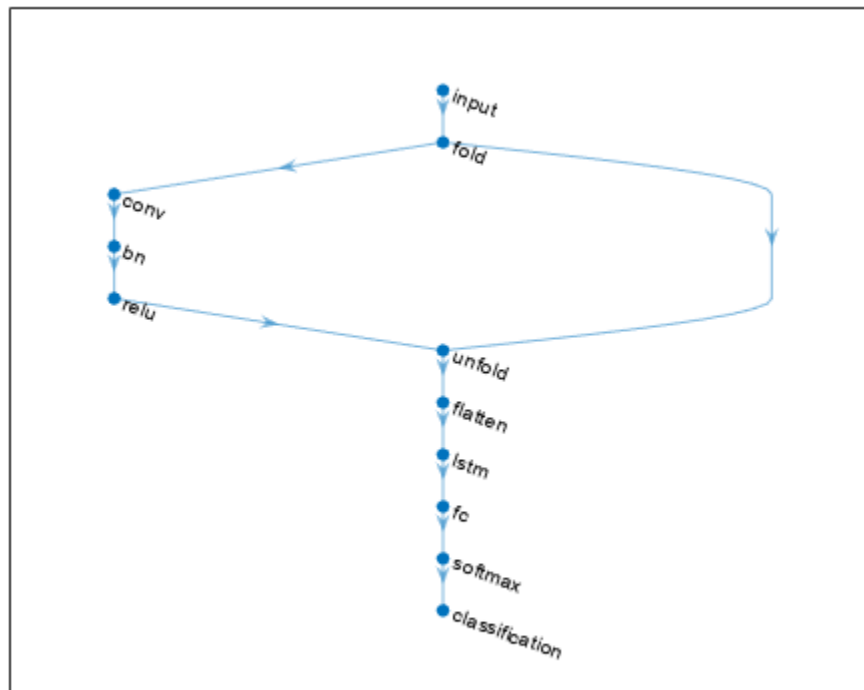 input
fold
conv
bn
relu
unfold
flatten
lstm
fc
softmax
classification